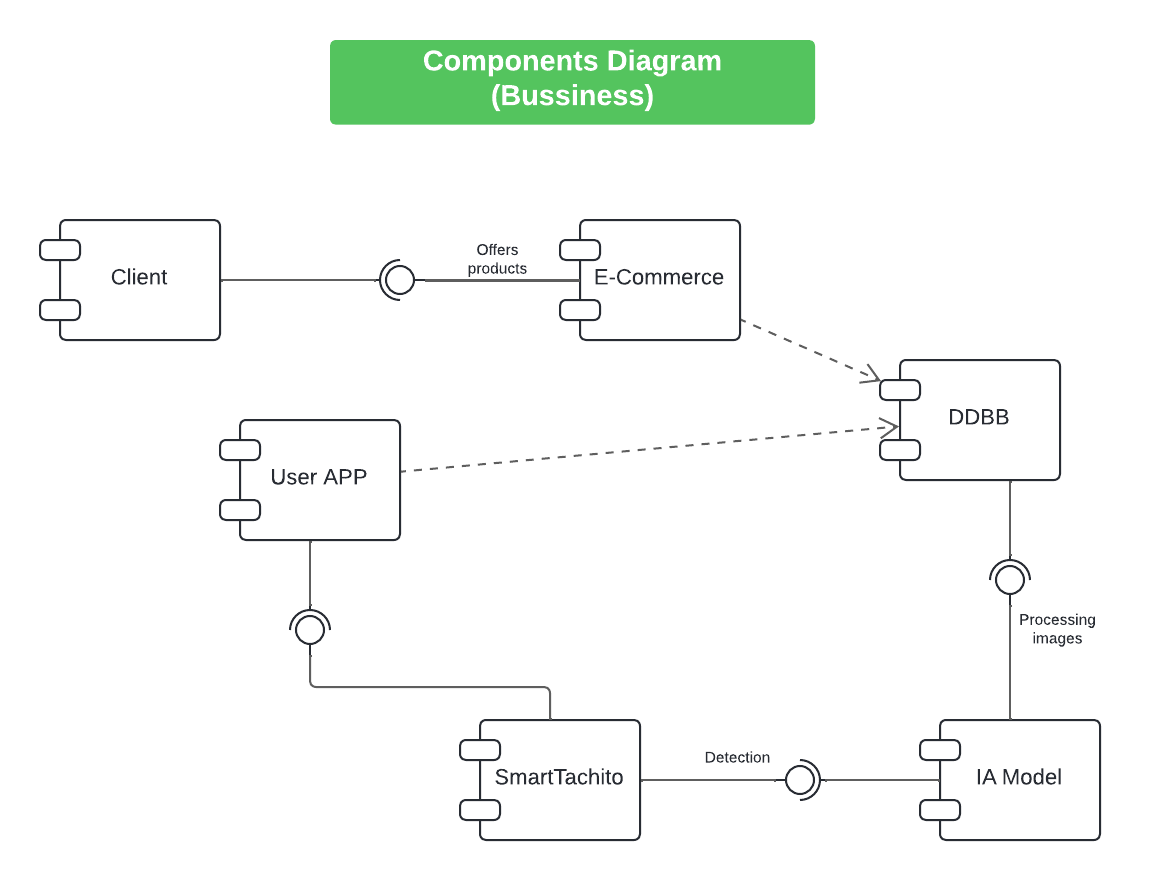 Components Diagram
(Bussiness)
Client
Offers
products
E-Commerce
DDBB
User APP
Processing
images
Detection
SmartTachito
IA Model